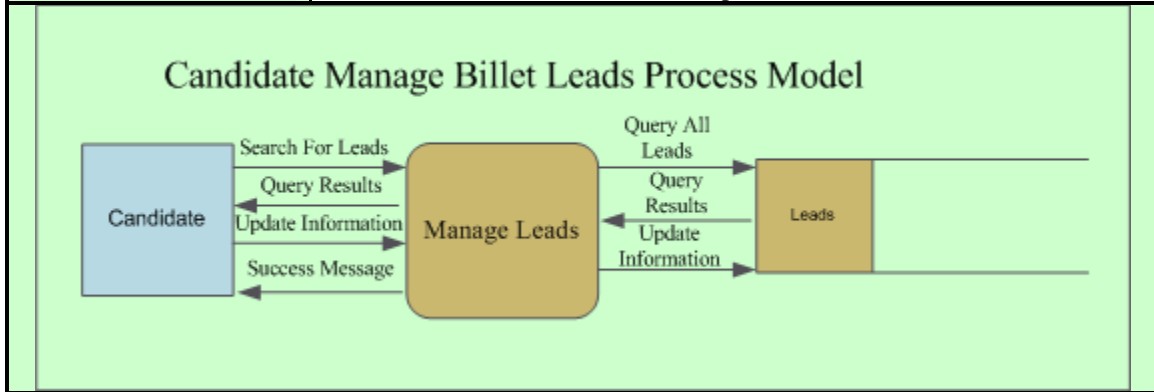 Candidate Manage Billet Leads Process Model
Search For Leads
Query Results
Update Information
Success Message
Candidate
Manage Leads
Query All
Leads
Query
Results
Update
Information
Leads